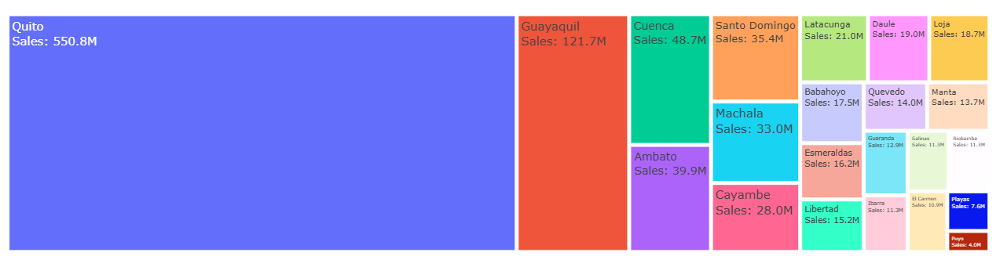 Quito
Sales: 550.8M
Guayaquil
Sales: 121.7M
Cuenca
Sales: 48.7M
Ambato
Sales: 39.9M
Santo Domingo
Sales: 35.4M
Machala
Sales: 33.0M
Cayambe
Sales: 28.0M
Latacunga
Sales: 21.0M
Daule
Sales: 19.0M
Loja
Sales: 18.7M
Babahoyo
Sales: 17.5M
Esmeraldas
Sales: 16.2M
Libertad
Sales: 15.2M
Quevedo
Sales: 14.0M
Manta
Sales: 13.7M
Guaranda
Sales: 12.9M
Ibarra
Sales: 11.3M
Salinas
Sales: 11.3M
Riobamba
Sales: 11.3M
El Carmen
Sales: 10.9M
Playas
Sales: 7.6M
Puyo
Sales: 4.0M